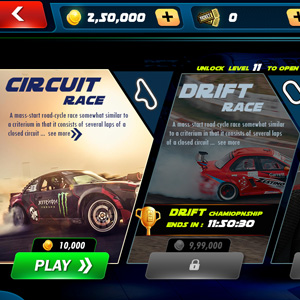 2,50,000
0
UNLOCK LEVEL 11 TO OPEN
CIRCUIT
RACE
A mass-start road-cycle race somewhat similar to
a criterium in that it consists of several laps of a
closed circuit ... see more
10,000
PLAY
DRIFT
RACE
A mass-start road-cycle race somewhat similar to
a criterium in that it consists of several laps of
a closed circuit ... see more
DRIFT CHAMIOPNSHIP
ENDS IN : 11:50:30
9,99,000